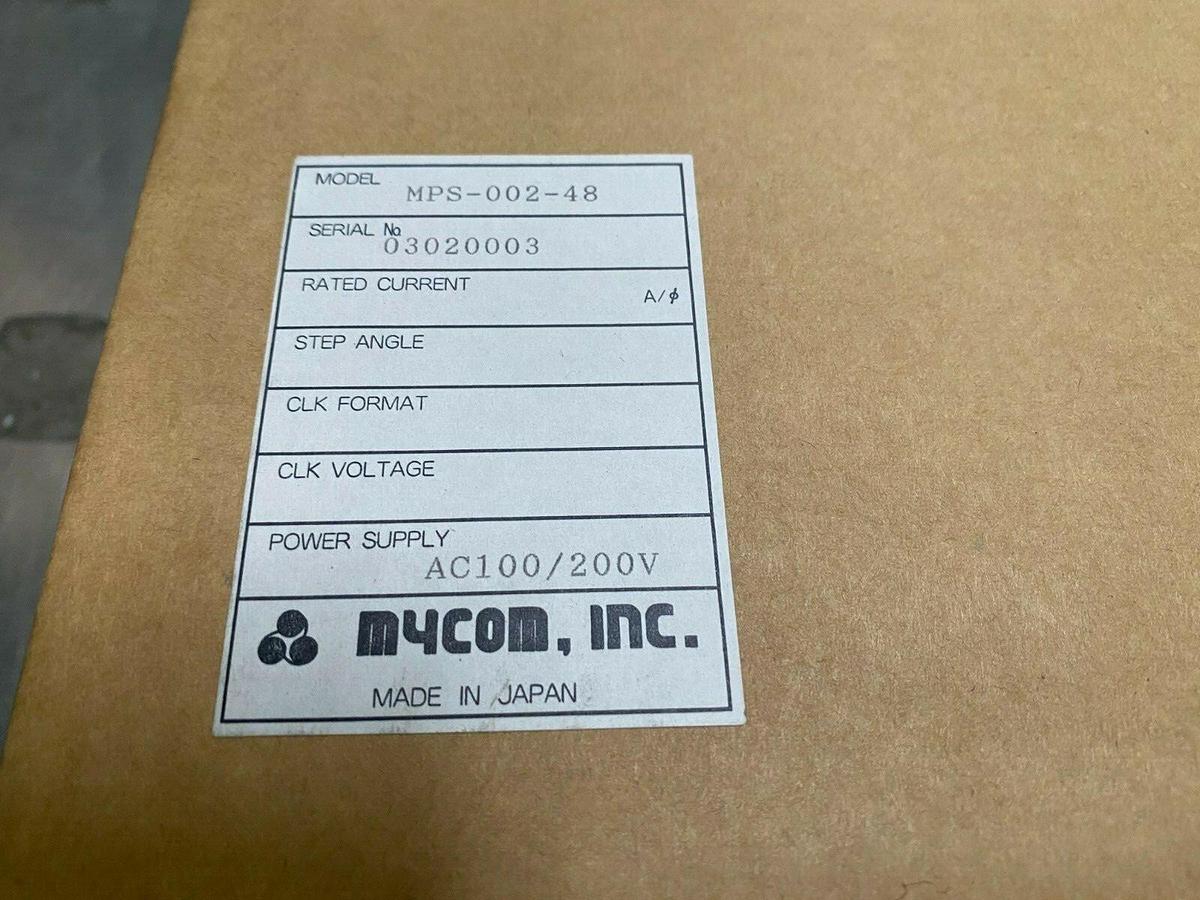 MODEL MPS-002-48
SERIAL No 03020003
RATED CURRENT A/ϕ
STEP ANGLE
CLK FORMAT
CLK VOLTAGE
POWER SUPPLY AC100/200V
MYCOM, INC.
MADE IN JAPAN